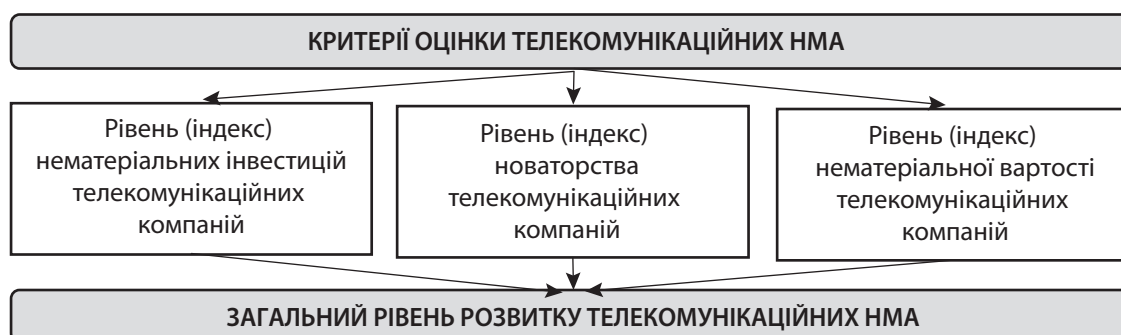 КРИТЕРІЇ ОЦІНКИ ТЕЛЕКОМУНІКАЦІЙНИХ НМА
Рівень (індекс)
нематеріальних інвестицій
телекомунікаційних
компаній
Рівень (індекс)
новаторства
телекомунікаційних
компаній
Рівень (індекс)
нематеріальної вартості
телекомунікаційних
компаній
ЗАГАЛЬНИЙ РІВЕНЬ РОЗВИТКУ ТЕЛЕКОМУНІКАЦІЙНИХ НМА